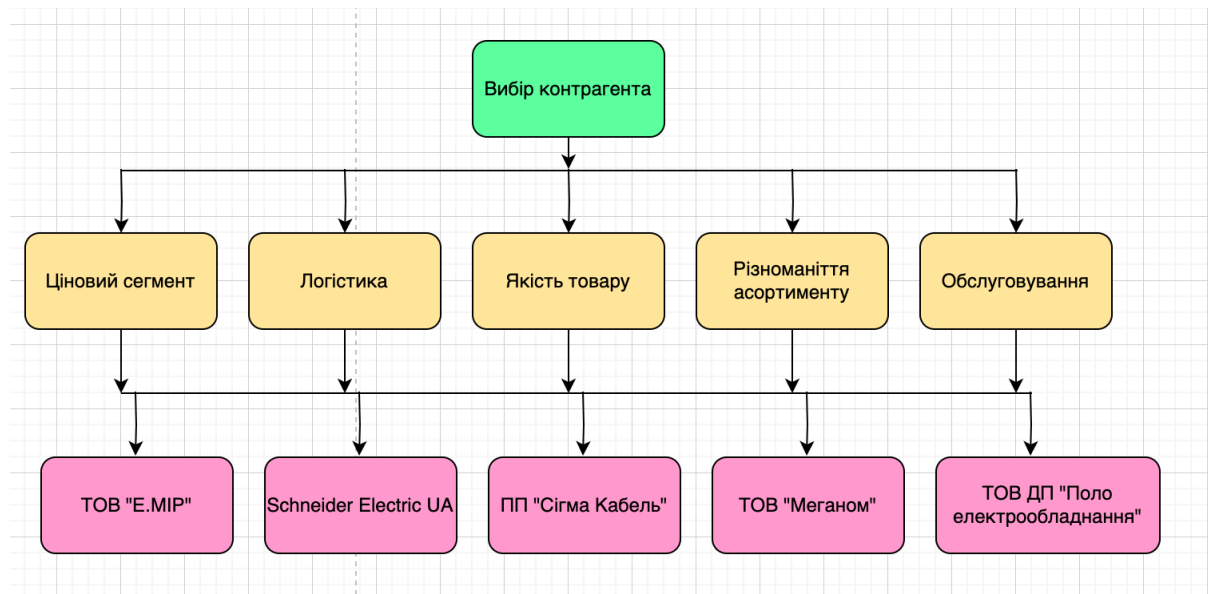 Вибір контрагента
Ціновий сегмент
Логістика
Якість товару
Різноманіття
асортименту
Обслуговування
ТОВ "Е.МІР"
Schneider Electric UA
ПП "Сігма Кабель"
ТОВ "Меганом"
ТОВ ДП "Поло
електрообладнання"